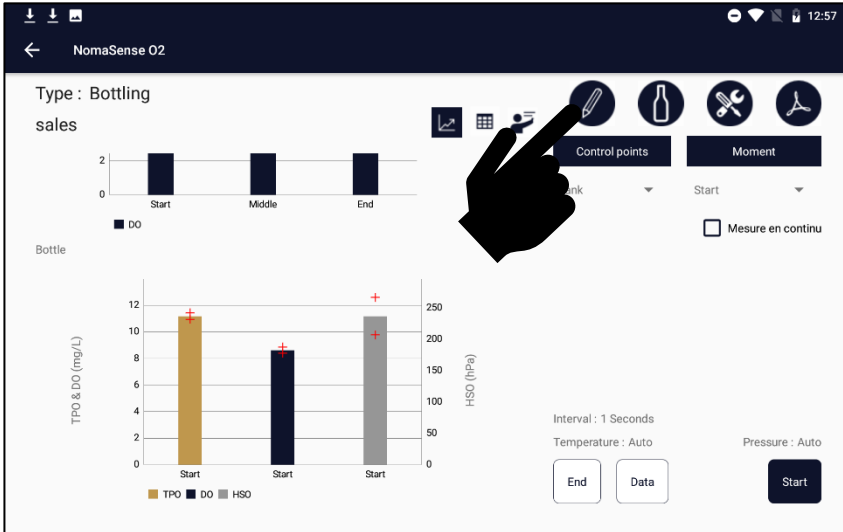 12:57
NomaSense O2
Type : Bottling
sales
Control points
Moment
Start
Mesure en continu
2
0
Start
Middle
End
DO
Bottle
12
10
8
6
4
2
0
TPO & DO (mg/L)
250
200
150
100
50
0
HSO (hPa)
Start
Start
Start
TPO
DO
HSO
Interval : 1 Seconds
Temperature : Auto
Pressure : Auto
End
Data
Start